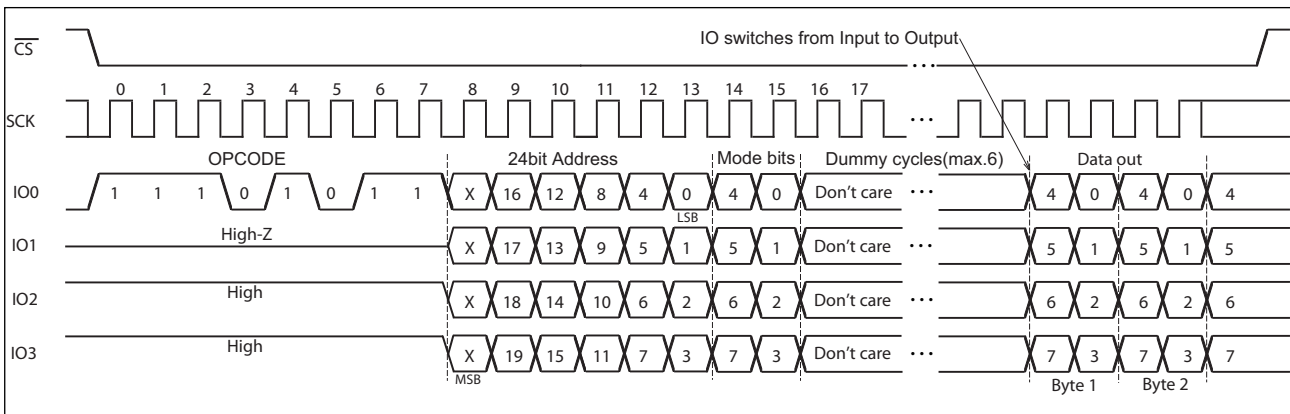 IO switches from Input to Output
CS
...
0 1 2 3 4 5 6 7 8 9 10 11 12 13 14 15 16 17
SCK
...
OPCODE 24bit Address Mode bits Dummy cycles(max.6) Data out
IO0 1 1 1 0 1 0 1 1 X 16 12 8 4 0 4 0 Don't care ... 4 0 4 0 4
LSB
High-Z
IO1 X 17 13 9 5 1 5 1 Don't care ... 5 1 5 1 5
High
IO2 X 18 14 10 6 2 6 2 Don't care ... 6 2 6 2 6
High
IO3 X 19 15 11 7 3 7 3 Don't care ... 7 3 7 3 7
MSB
Byte 1 Byte 2